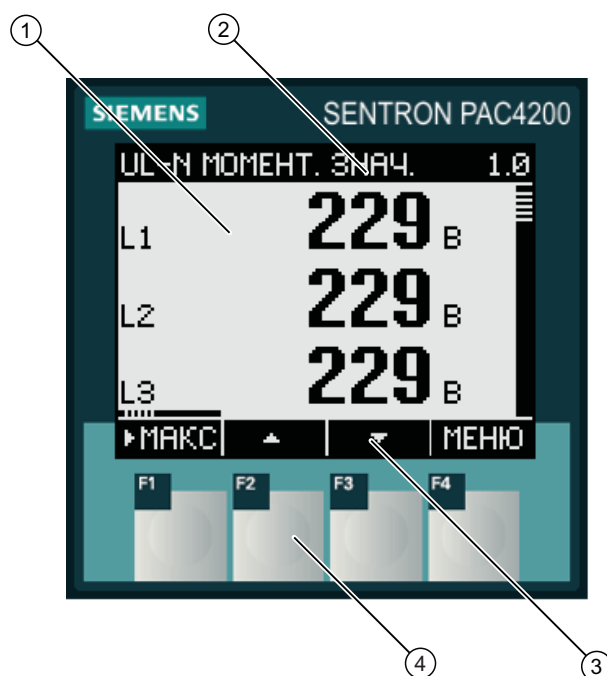 1
2
SIEMENS
SENTRON PAC4200
UL-N МОМЕНТ. ЗНАЧ. 1.0
L1 229 В
L2 229 В
L3 229 В
МАКС МЕНЮ
F1 F2 F3 F4
4
3